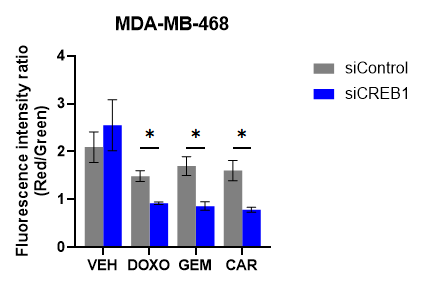 MDA-MB-468
Fluorescence intensity ratio
(Red/Green)
4
3
2
1
0
* * *
VEH DOXO GEM CAR
siControl
siCREB1